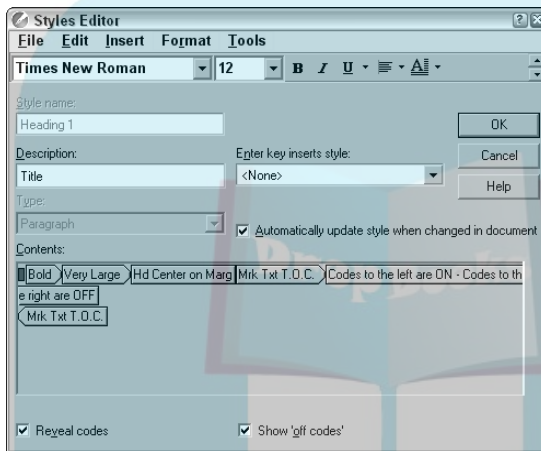 Styles Editor
File Edit Insert Format Tools
Times New Roman 12 B I U A
Style name:
Heading 1
OK
Description:
Enter key inserts style:
Cancel
Title
<None>
Help
Type:
Paragraph
Automatically update style when changed in document
Contents:
Bold Very Large Hd Center on Marg Mrk Txt T.O.C. Codes to the left are ON - Codes to th
e right are OFF
Mrk Txt T.O.C.
Reveal codes
Show 'off codes'
DropBooks